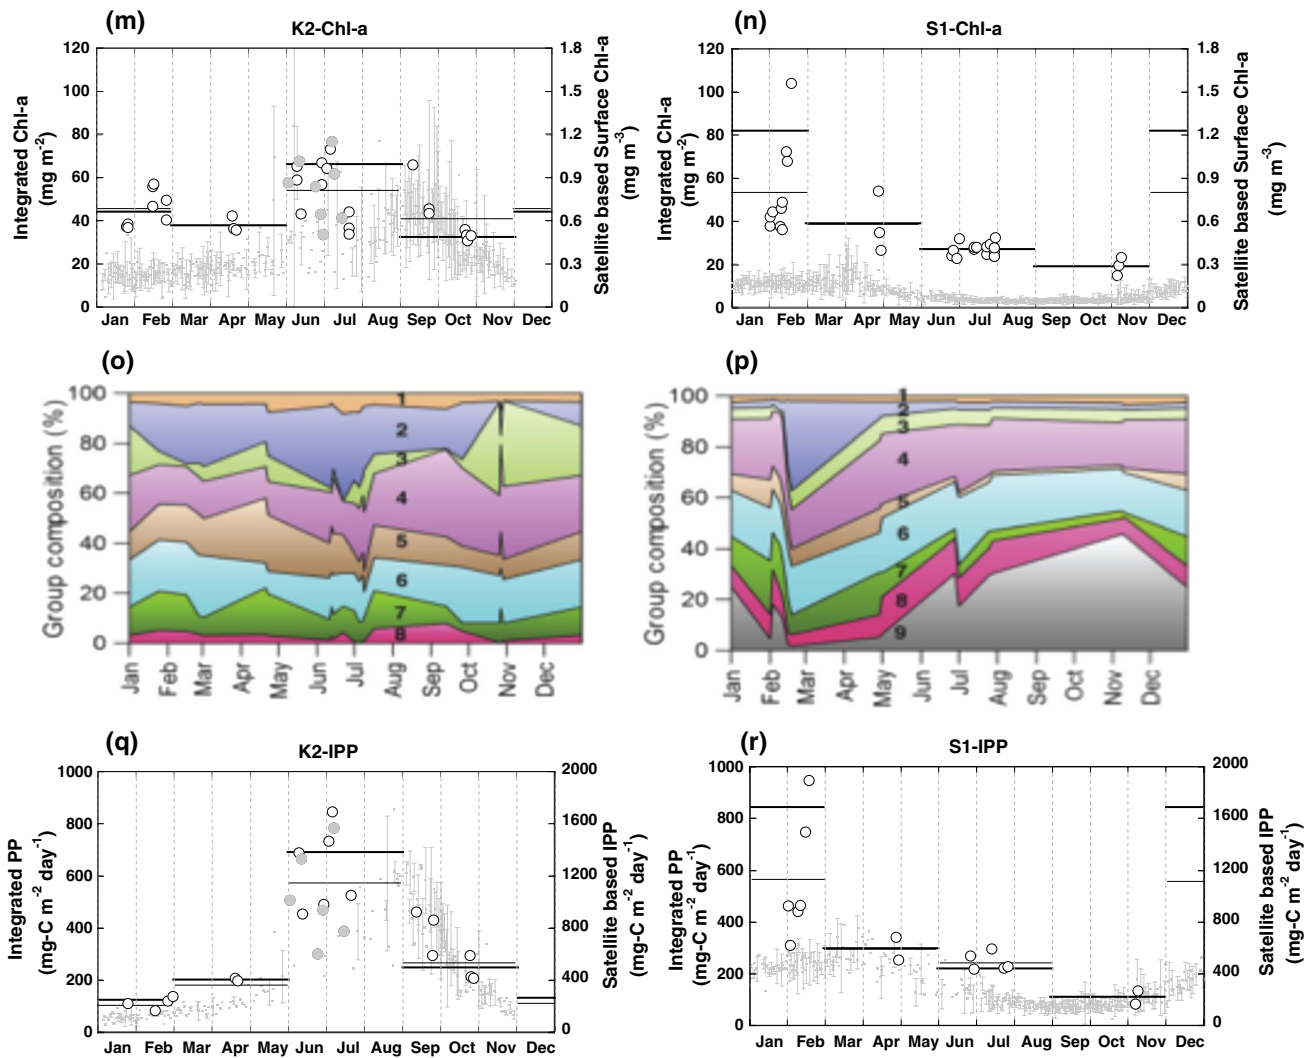 (m)
K2-Chl-a
120
100
80
60
40
20
0
Integrated Chl-a
(mg m-2)
1.8
1.5
1.2
0.9
0.6
0.3
0
Satellite based Surface Chl-a
(mg m-3)
Jan Feb Mar Apr May Jun Jul Aug Sep Oct Nov Dec
(n)
S1-Chl-a
120
100
80
60
40
20
0
Integrated Chl-a
(mg m-2)
1.8
1.5
1.2
0.9
0.6
0.3
0
Satellite based Surface Chl-a
(mg m-3)
Jan Feb Mar Apr May Jun Jul Aug Sep Oct Nov Dec
(o)
100
80
60
40
20
0
Group composition (%)
1
2
3
4
5
6
7
8
Jan Feb Mar Apr May Jun Jul Aug Sep Oct Nov Dec
(p)
100
80
60
40
20
0
Group composition (%)
1
2
3
4
5
6
7
8
9
Jan Feb Mar Apr May Jun Jul Aug Sep Oct Nov Dec
(q)
K2-IPP
1000
800
600
400
200
0
Integrated PP
(mg-C m-2 day-1)
2000
1600
1200
800
400
0
Satellite based IPP
(mg-C m-2 day-1)
Jan Feb Mar Apr May Jun Jul Aug Sep Oct Nov Dec
(r)
S1-IPP
1000
800
600
400
200
0
Integrated PP
(mg-C m-2 day-1)
2000
1600
1200
800
400
0
Satellite based IPP
(mg-C m-2 day-1)
Jan Feb Mar Apr May Jun Jul Aug Sep Oct Nov Dec